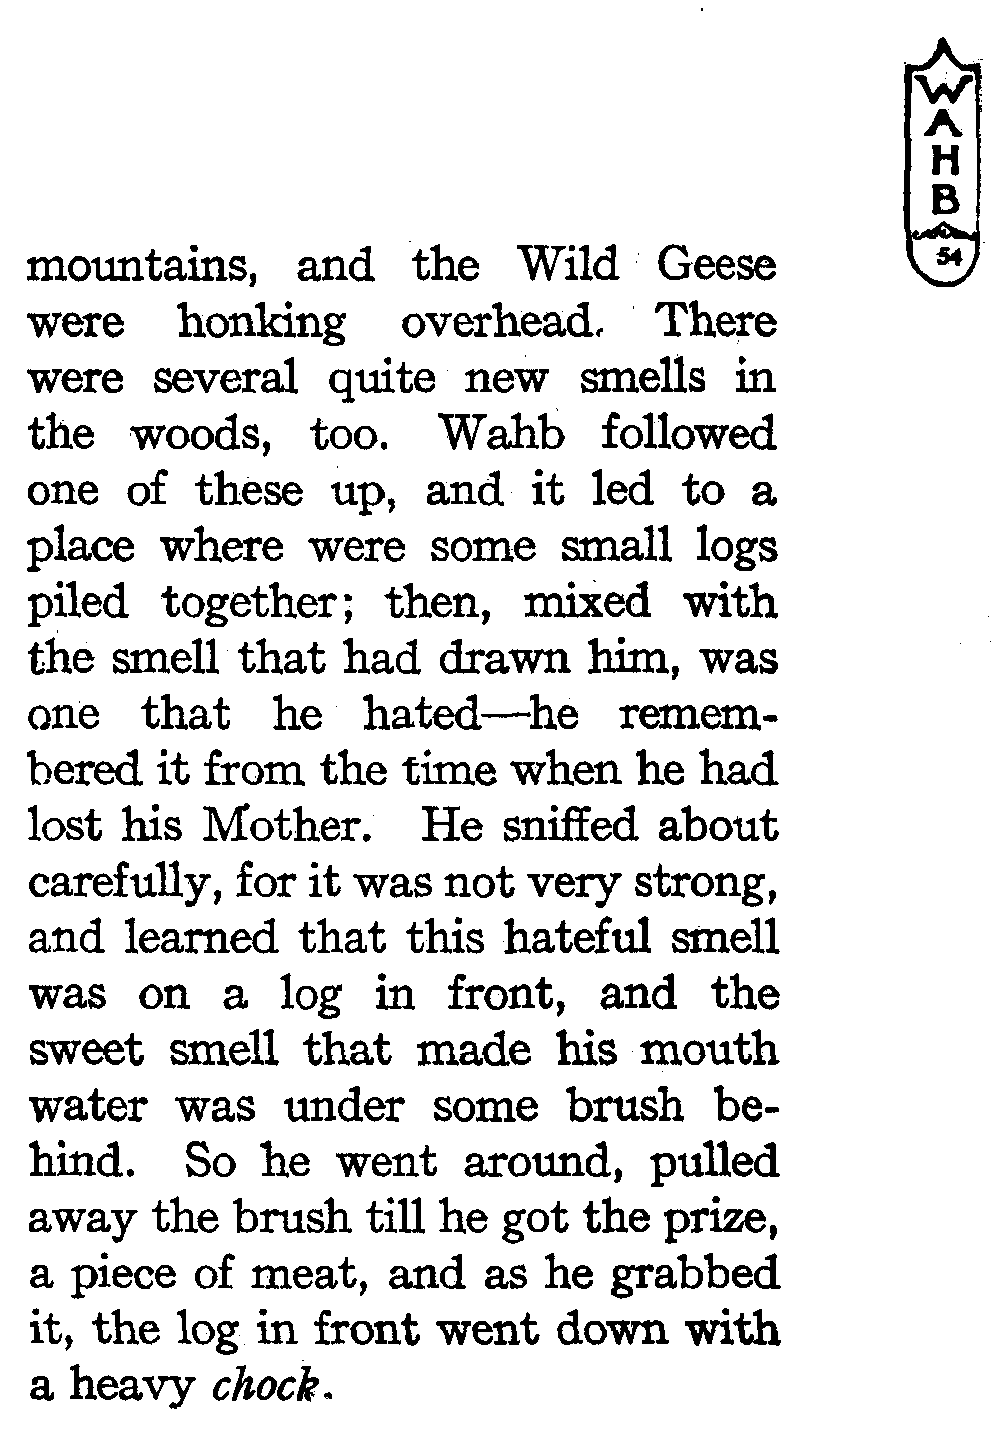 WAHB
54
mountains, and the Wild Geese
were honking overhead. There
were several quite new smells in
the woods, too. Wahb followed
one of these up, and it led to a
place where were some small logs
piled together; then, mixed with
the smell that had drawn him, was
one that he hated—he remem-
bered it from the time when he had
lost his Mother. He sniffed about
carefully, for it was not very strong,
and learned that this hateful smell
was on a log in front, and the
sweet smell that made his mouth
water was under some brush be-
hind. So he went around, pulled
away the brush till he got the prize,
a piece of meat, and as he grabbed
it, the log in front went down with
a heavy chock.